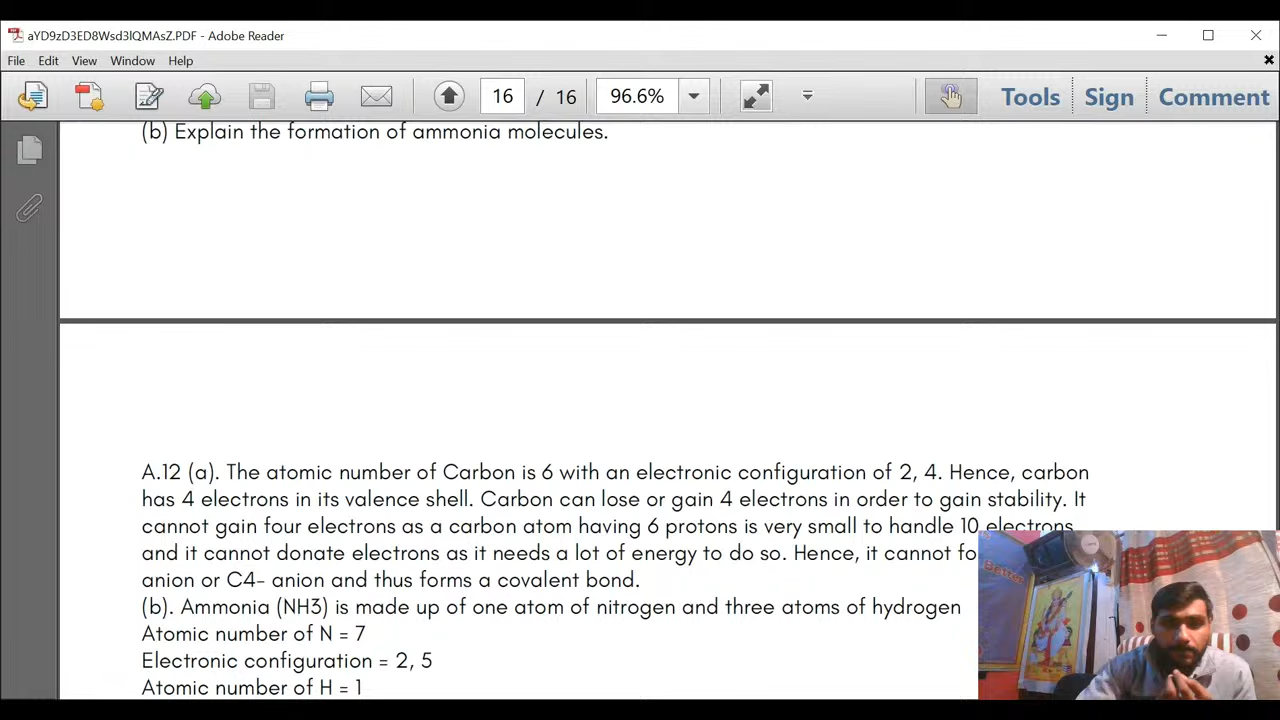 aYD9zD3ED8Wsd3lQMAsZ.PDF - Adobe Reader
File Edit View Window Help
16 / 16 96.6% Tools Sign Comment
(b) Explain the formation of ammonia molecules.
A.12 (a). The atomic number of Carbon is 6 with an electronic configuration of 2, 4. Hence, carbon
has 4 electrons in its valence shell. Carbon can lose or gain 4 electrons in order to gain stability. It
cannot gain four electrons as a carbon atom having 6 protons is very small to handle 10 electrons
and it cannot donate electrons as it needs a lot of energy to do so. Hence, it cannot fo
anion or C4- anion and thus forms a covalent bond.
(b). Ammonia (NH3) is made up of one atom of nitrogen and three atoms of hydrogen
Atomic number of N = 7
Electronic configuration = 2, 5
Atomic number of H = 1
Better